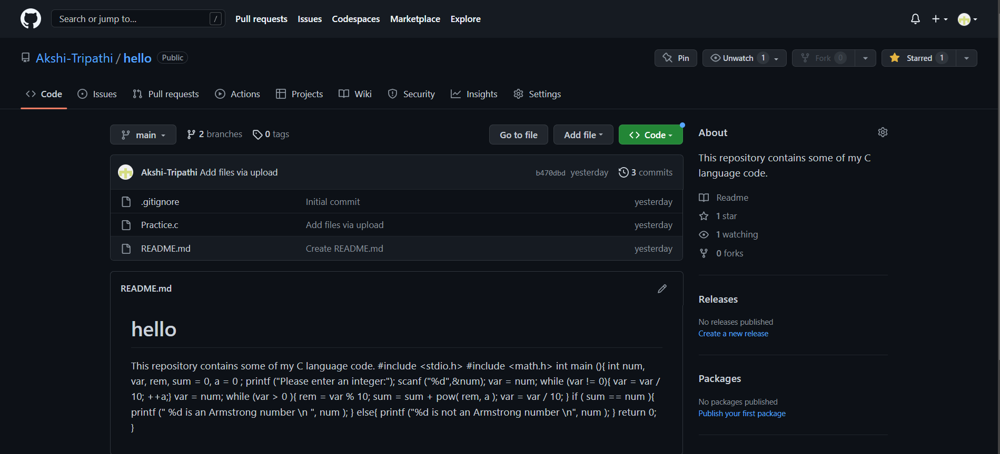 Search or jump to... /
Pull requests Issues Codespaces Marketplace Explore
Akshi-Tripathi / hello Public
Pin Unwatch 1 Fork 0 Starred 1
Code Issues Pull requests Actions Projects Wiki Security Insights Settings
main 2 branches 0 tags Go to file Add file Code
Akshi-Tripathi Add files via upload b470dbd yesterday 3 commits
.gitignore Initial commit yesterday
Practice.c Add files via upload yesterday
README.md Create README.md yesterday
README.md
hello
This repository contains some of my C language code. #include <stdio.h> #include <math.h> int main (){ int num,
var, rem, sum = 0, a = 0 ; printf ("Please enter an integer:"); scanf ("%d",&num); var = num; while (var != 0){ var = var /
10; ++a;} var = num; while (var > 0 ){ rem = var % 10; sum = sum + pow( rem, a ); var = var / 10; } if ( sum == num ){
printf (" %d is an Armstrong number \n ", num ); } else{ printf ("%d is not an Armstrong number \n", num ); } return 0;
}
About
This repository contains some of my C
language code.
Readme
1 star
1 watching
0 forks
Releases
No releases published
Create a new release
Packages
No packages published
Publish your first package